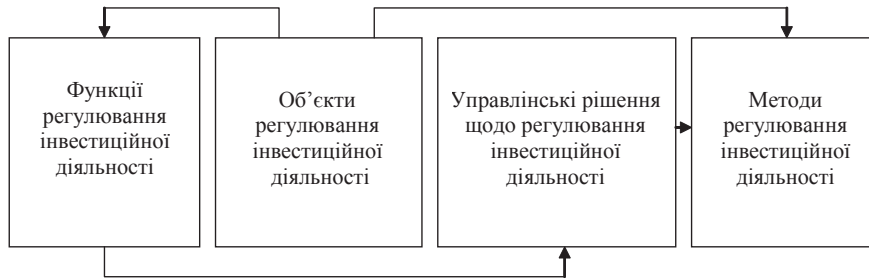 Функції
регулювання
інвестиційної
діяльності
Об’єкти
регулювання
інвестиційної
діяльності
Управлінські рішення
щодо регулювання
інвестиційної
діяльності
Методи
регулювання
інвестиційної
діяльності